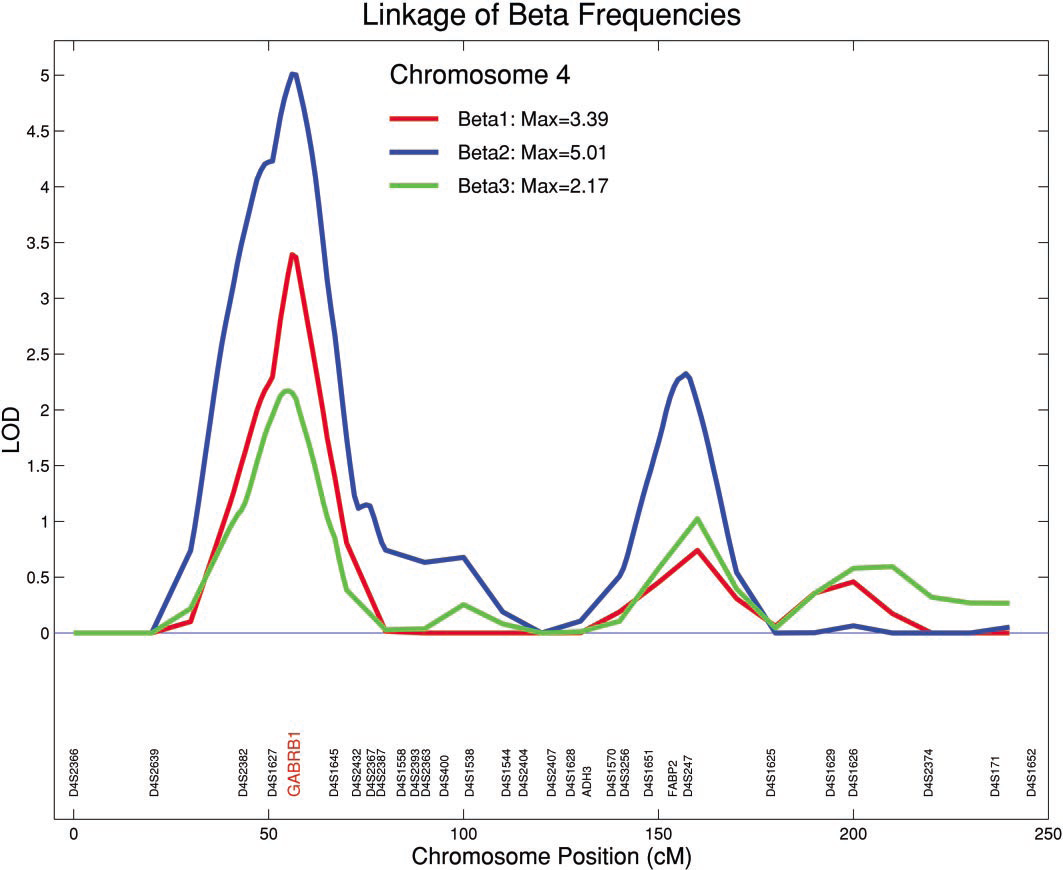 Linkage of Beta Frequencies
Chromosome 4
Beta1: Max=3.39
Beta2: Max=5.01
Beta3: Max=2.17
LOD
5
4.5
4
3.5
3
2.5
2
1.5
1
0.5
0
D4S2366
D4S2639
D4S2382
D4S1627
GABRB1
D4S1645
D4S2432
D4S2367
D4S2387
D4S1558
D4S2393
D4S2363
D4S400
D4S1538
D4S1544
D4S2404
D4S2407
D4S1628
ADH3
D4S1570
D4S3256
D4S1651
FABP2
D4S247
D4S1625
D4S1629
D4S1626
D4S2374
D4S171
D4S1652
0 50 100 150 200 250
Chromosome Position (cM)